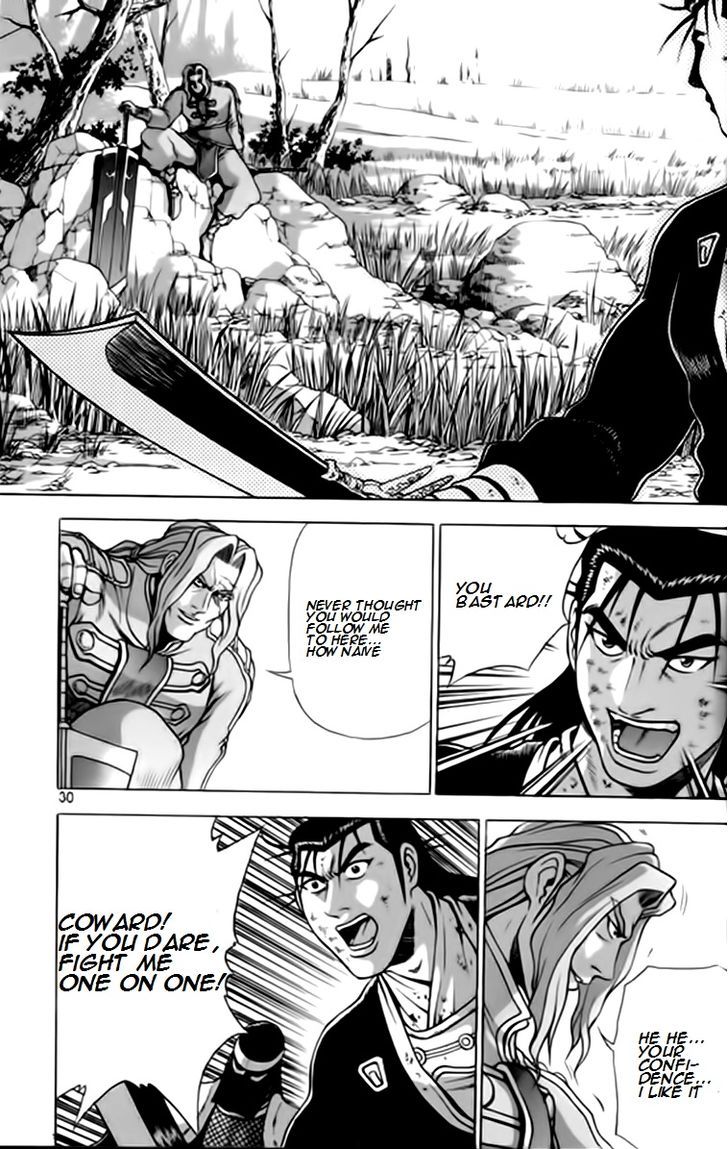 YOU
BASTARD!!
NEVER THOUGHT
YOU WOULD
FOLLOW ME
TO HERE...
HOW NAIVE
30
HE HE...
YOUR
CONFI-
DENCE...
I LIKE IT
COWARD!
IF YOU DARE,
FIGHT ME
ONE ON ONE!